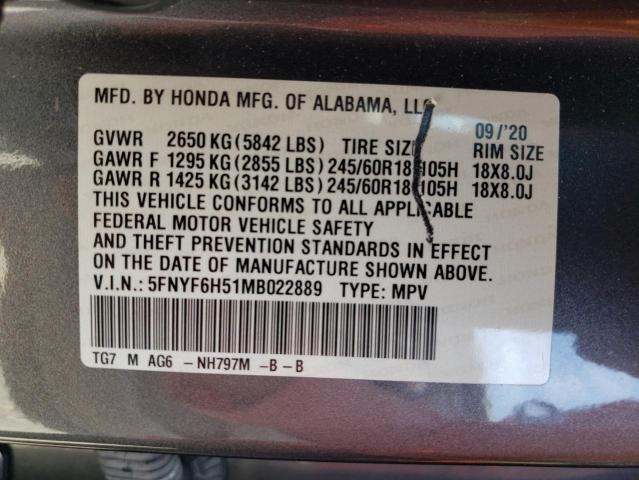 MFD. BY HONDA MFG. OF ALABAMA, LLC 09/'20
GVWR 2650 KG (5842 LBS) TIRE SIZE RIM SIZE
GAWR F 1295 KG (2855 LBS) 245/60R18 105H 18X8.0J
GAWR R 1425 KG (3142 LBS) 245/60R18 105H 18X8.0J
THIS VEHICLE CONFORMS TO ALL APPLICABLE
FEDERAL MOTOR VEHICLE SAFETY
AND THEFT PREVENTION STANDARDS IN EFFECT
ON THE DATE OF MANUFACTURE SHOWN ABOVE.
V.I.N.: 5FNYF6H51MB022889 TYPE: MPV
TG7 M AG6 - NH797M - B - B